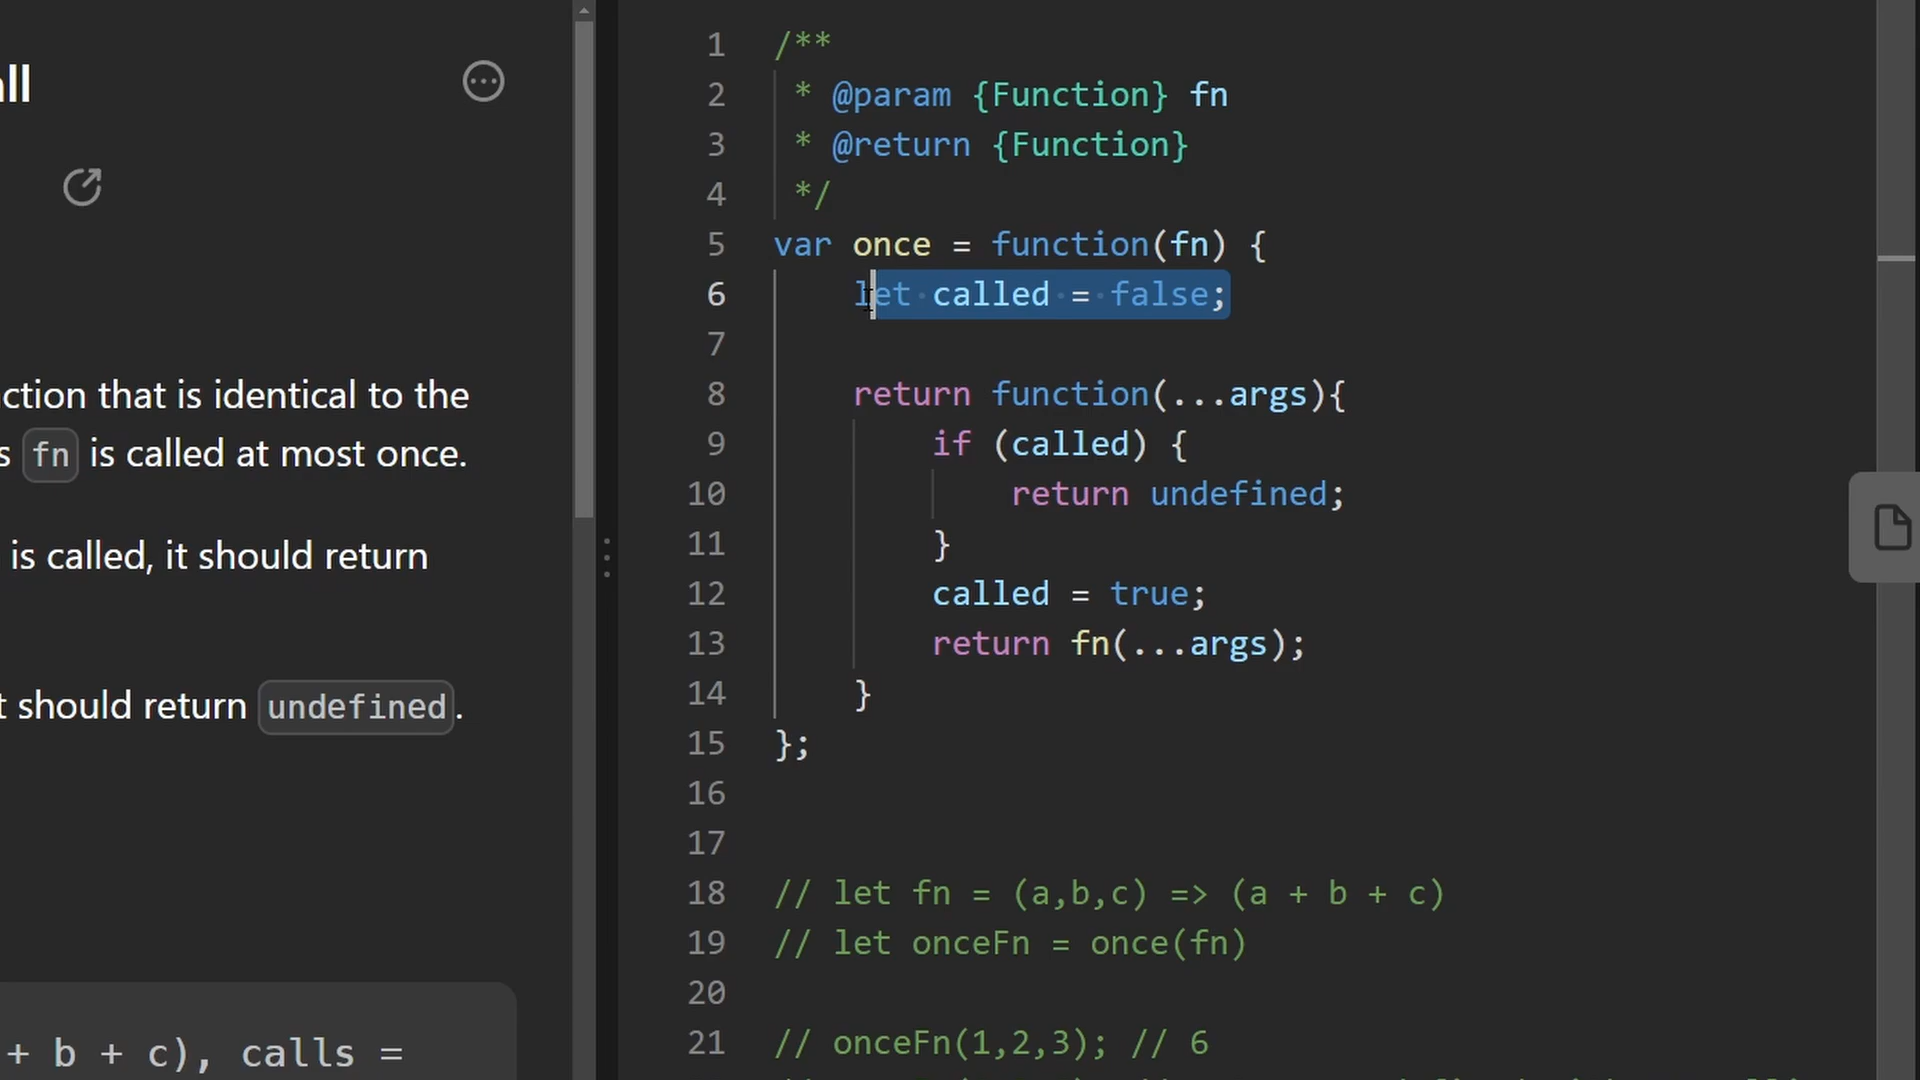 ll
ction that is identical to the
s fn is called at most once.
is called, it should return
t should return undefined.
+ b + c), calls =
1 /**
2 * @param {Function} fn
3 * @return {Function}
4 */
5 var once = function(fn) {
6 let called = false;
7
8 return function(...args){
9 if (called) {
10 return undefined;
11 }
12 called = true;
13 return fn(...args);
14 }
15 };
16
17
18 // let fn = (a,b,c) => (a + b + c)
19 // let onceFn = once(fn)
20
21 // onceFn(1,2,3); // 6